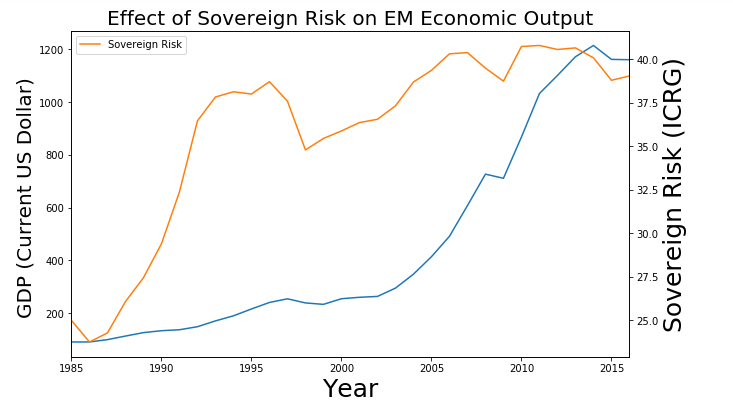 Effect of Sovereign Risk on EM Economic Output
Sovereign Risk
GDP (Current US Dollar)
1200
1000
800
600
400
200
40.0
37.5
35.0
32.5
30.0
27.5
25.0
Sovereign Risk (ICRG)
1985 1990 1995 2000 2005 2010 2015
Year